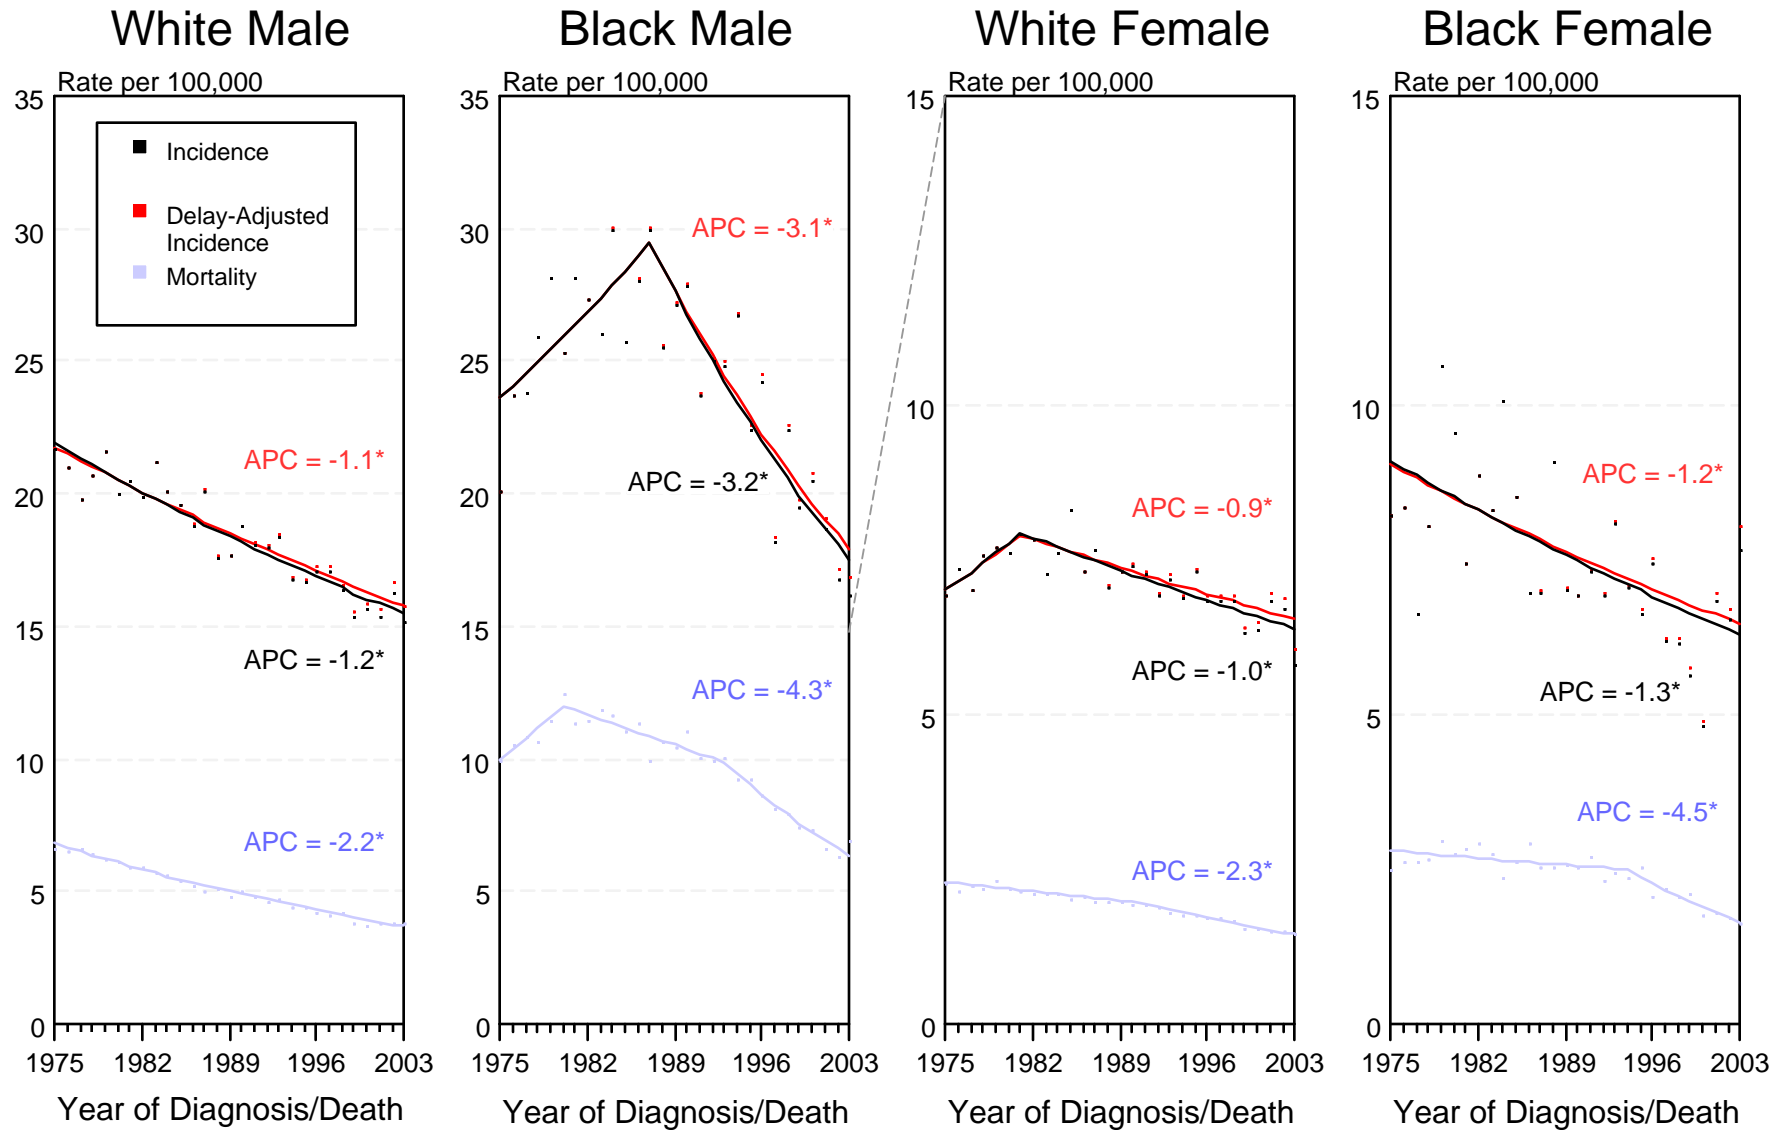 White Male
Black Male
White Female
Black Female
Rate per 100,000
Rate per 100,000
Rate per 100,000
35
30
25
20
15
10
5
0
Incidence
Delay-Adjusted
Incidence
Mortality
APC = -1.1*
APC = -1.2*
APC = -2.2*
1975 1982 1989 1996 2003
Year of Diagnosis/Death
35
30
25
20
15
10
5
0
APC = -3.1*
APC = -3.2*
APC = -4.3*
1975 1982 1989 1996 2003
Year of Diagnosis/Death
15
10
5
0
APC = -0.9*
APC = -1.0*
APC = -2.3*
1975 1982 1989 1996 2003
Year of Diagnosis/Death
Rate per 100,000
15
10
5
0
APC = -1.2*
APC = -1.3*
APC = -4.5*
1975 1982 1989 1996 2003
Year of Diagnosis/Death